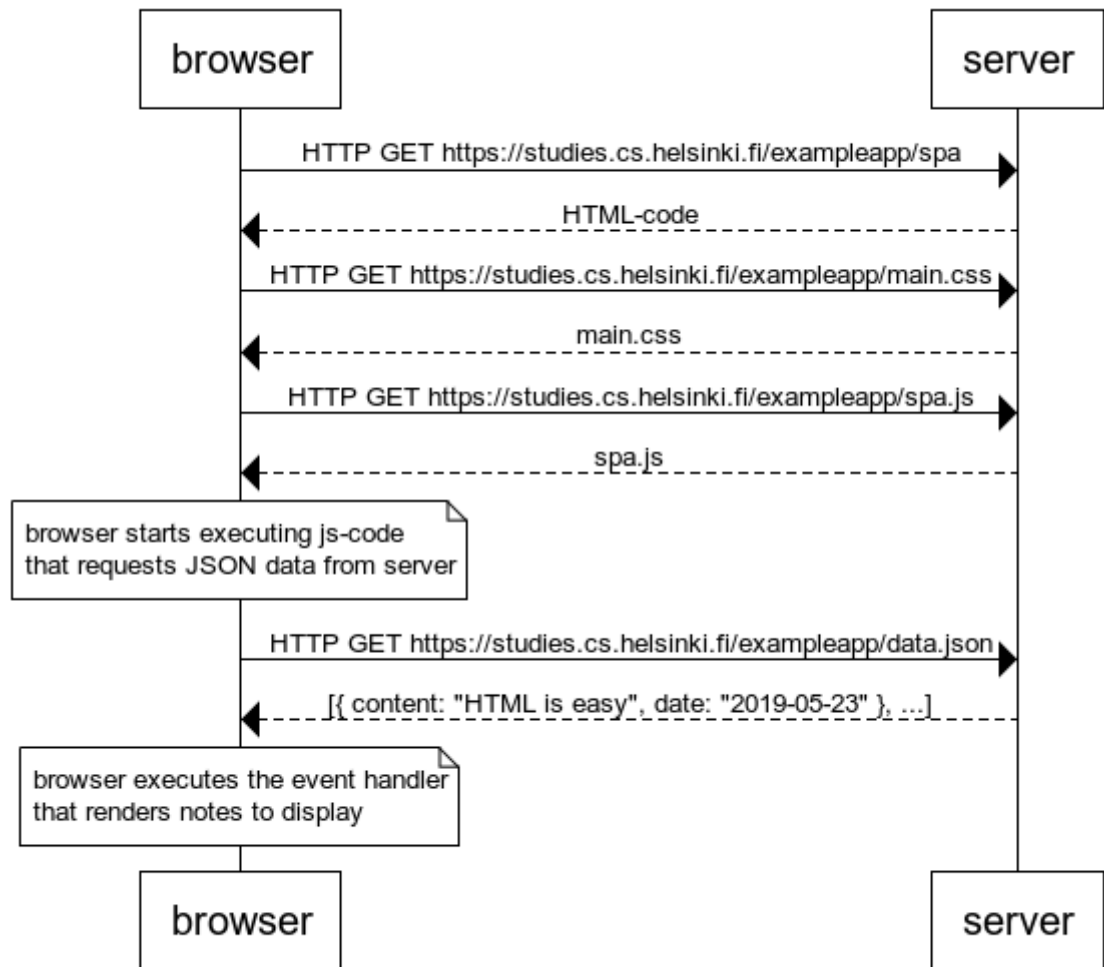 browser
server
HTTP GET https://studies.cs.helsinki.fi/exampleapp/spa
HTML-code
HTTP GET https://studies.cs.helsinki.fi/exampleapp/main.css
main.css
HTTP GET https://studies.cs.helsinki.fi/exampleapp/spa.js
spa.js
browser starts executing js-code
that requests JSON data from server
HTTP GET https://studies.cs.helsinki.fi/exampleapp/data.json
[{ content: "HTML is easy", date: "2019-05-23" }, ...]
browser executes the event handler
that renders notes to display
browser
server